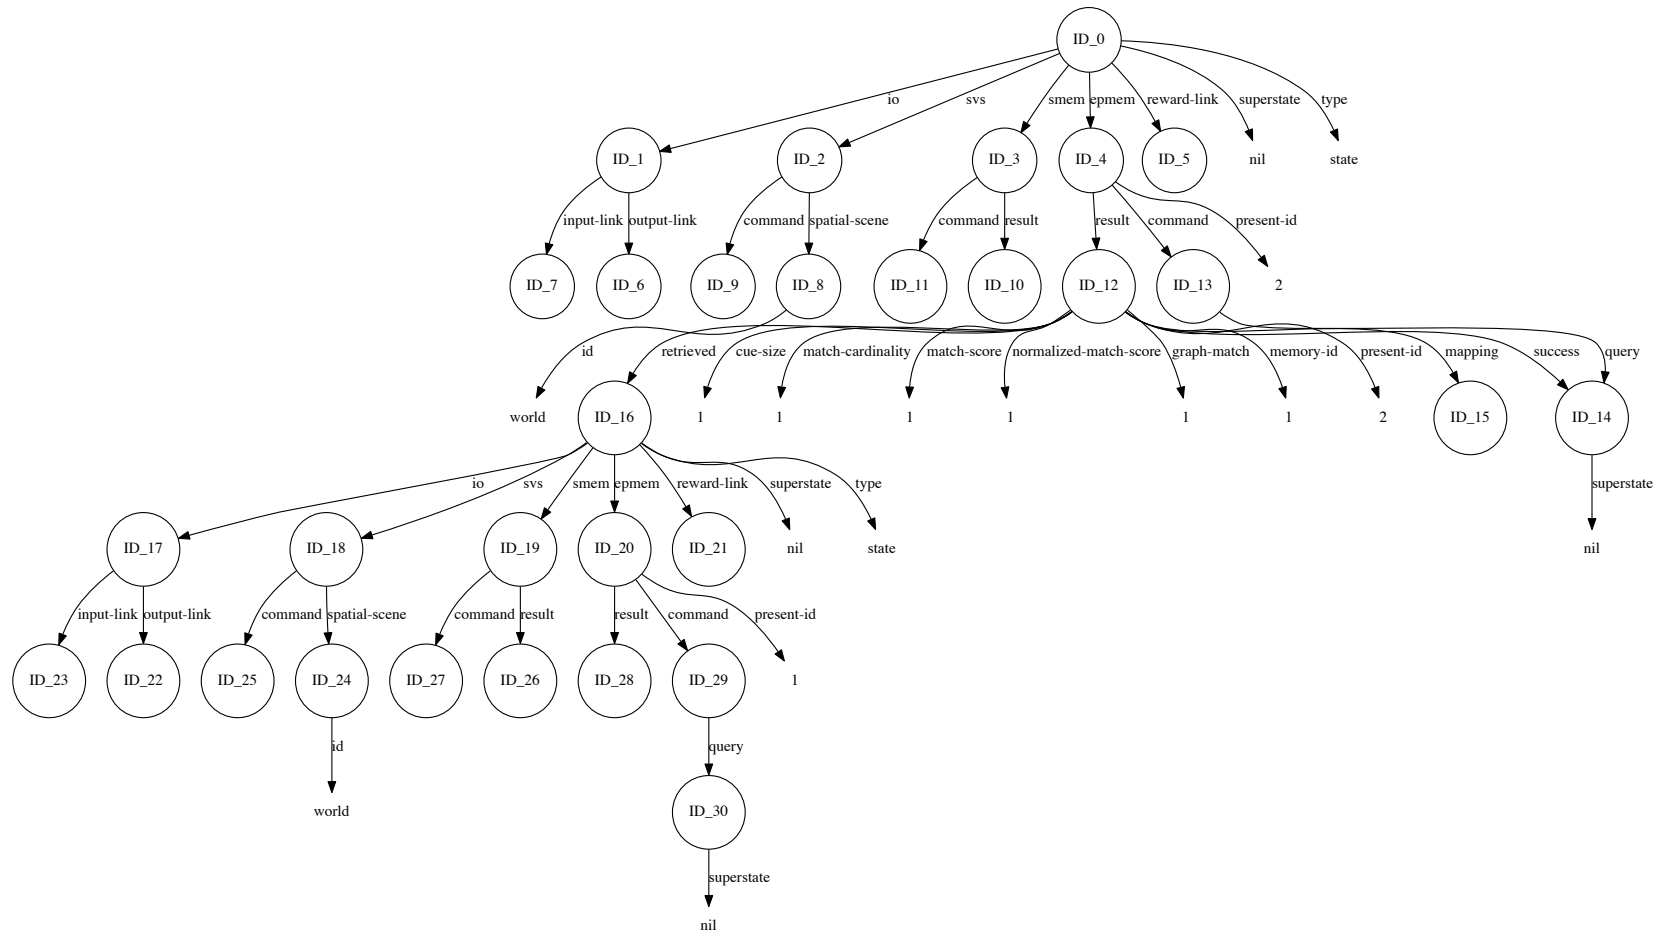 ID_0
io
svs
smem
epmem
reward-link
superstate
type
ID_1
ID_2
ID_3
ID_4
ID_5
nil
state
input-link
output-link
command
spatial-scene
command
result
result
command
present-id
ID_7
ID_6
ID_9
ID_8
ID_11
ID_10
ID_12
ID_13
2
id
retrieved
cue-size
match-cardinality
match-score
normalized-match-score
graph-match
memory-id
present-id
mapping
success
query
world
ID_16
1
1
1
1
1
1
2
ID_15
ID_14
io
svs
smem
epmem
reward-link
superstate
type
superstate
ID_17
ID_18
ID_19
ID_20
ID_21
nil
state
nil
input-link
output-link
command
spatial-scene
command
result
result
command
present-id
ID_23
ID_22
ID_25
ID_24
ID_27
ID_26
ID_28
ID_29
1
id
query
world
ID_30
superstate
nil